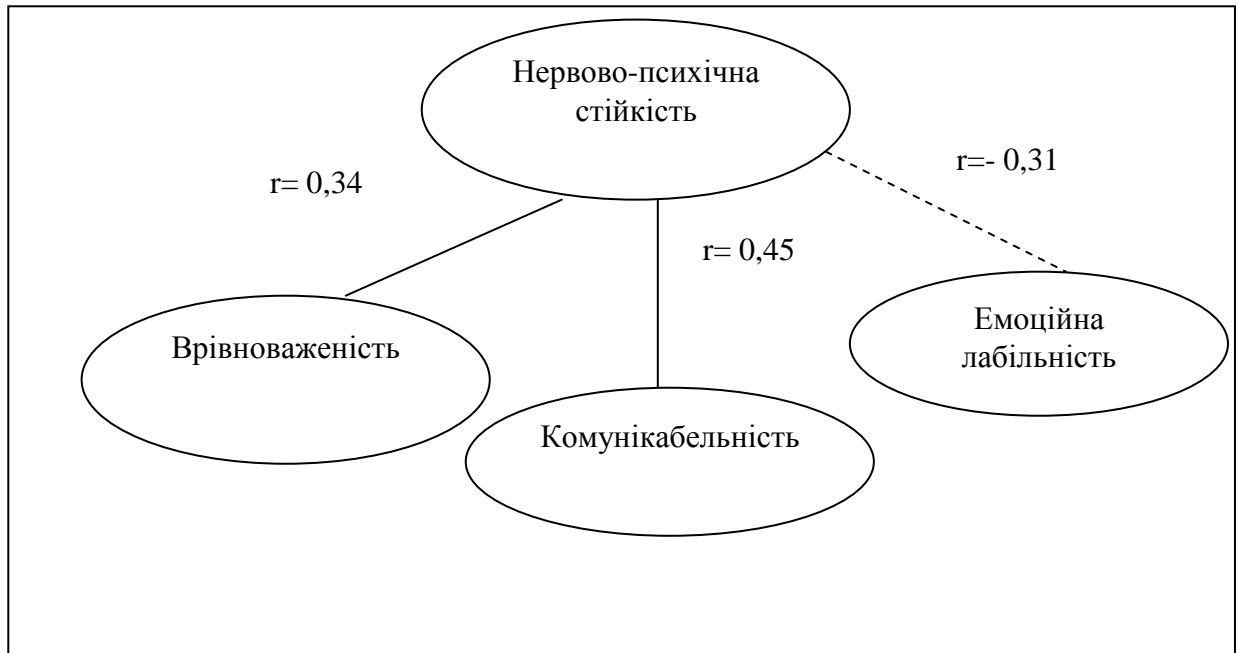 Нервово-психічна
стійкість
r= 0,34
r=- 0,31
r= 0,45
Врівноваженість
Емоційна
лабільність
Комунікабельність